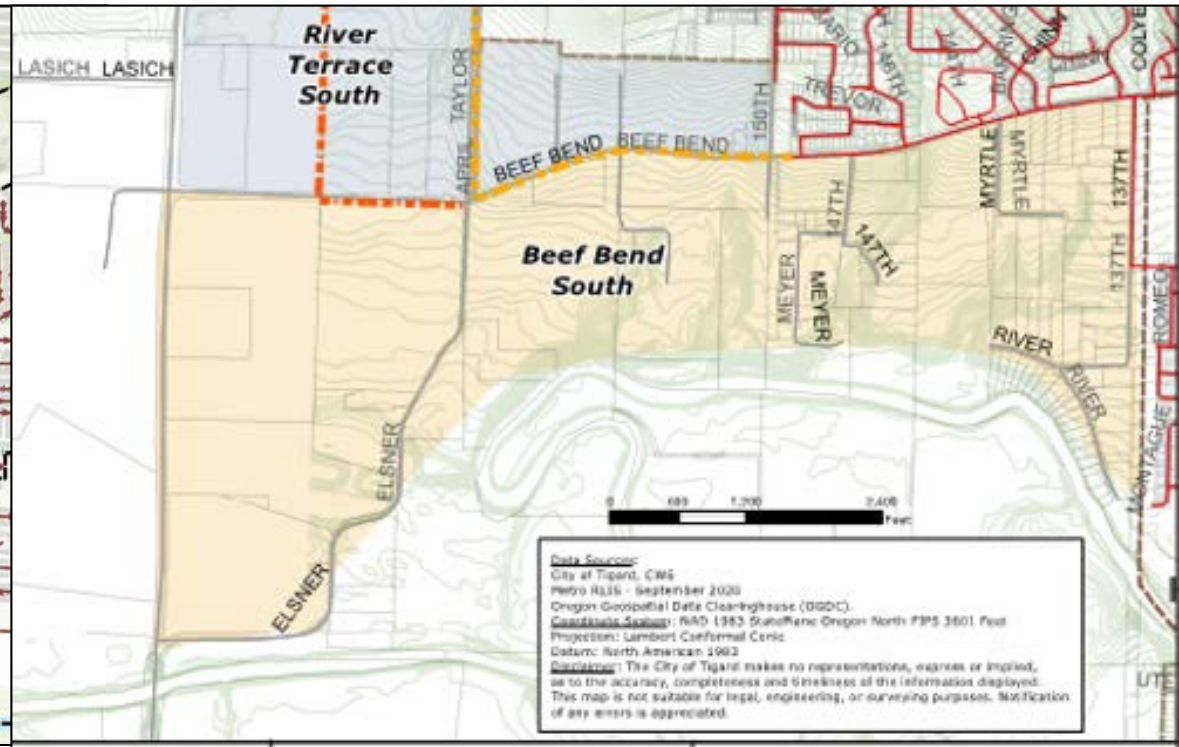 River
Terrace
South
LASICH LASICH
TAYLOR
MARIO
146TH
144TH
COLYE
TREVOR
150TH
BEEF BEND BEEF BEND
MYRTLE
MYRTLE
137TH
147TH
147TH
Beef Bend
South
MEYER
MEYER
137TH
ROMEO
RIVER
RIVER
MONTAGUE
ELSNER
ELSNER
0 600 1,200 2,400
Feet
Data Sources:
City of Tigard, CWS
Metro RLIS - September 2020
Oregon Geospatial Data Clearinghouse (OGDC).
Coordinate System: NAD 1983 StatePlane Oregon North FIPS 3601 Feet
Projection: Lambert Conformal Conic
Datum: North American 1983
Disclaimer: The City of Tigard makes no representations, express or implied,
as to the accuracy, completeness and timeliness of the information displayed.
This map is not suitable for legal, engineering, or surveying purposes. Notification
of any errors is appreciated.
UTE